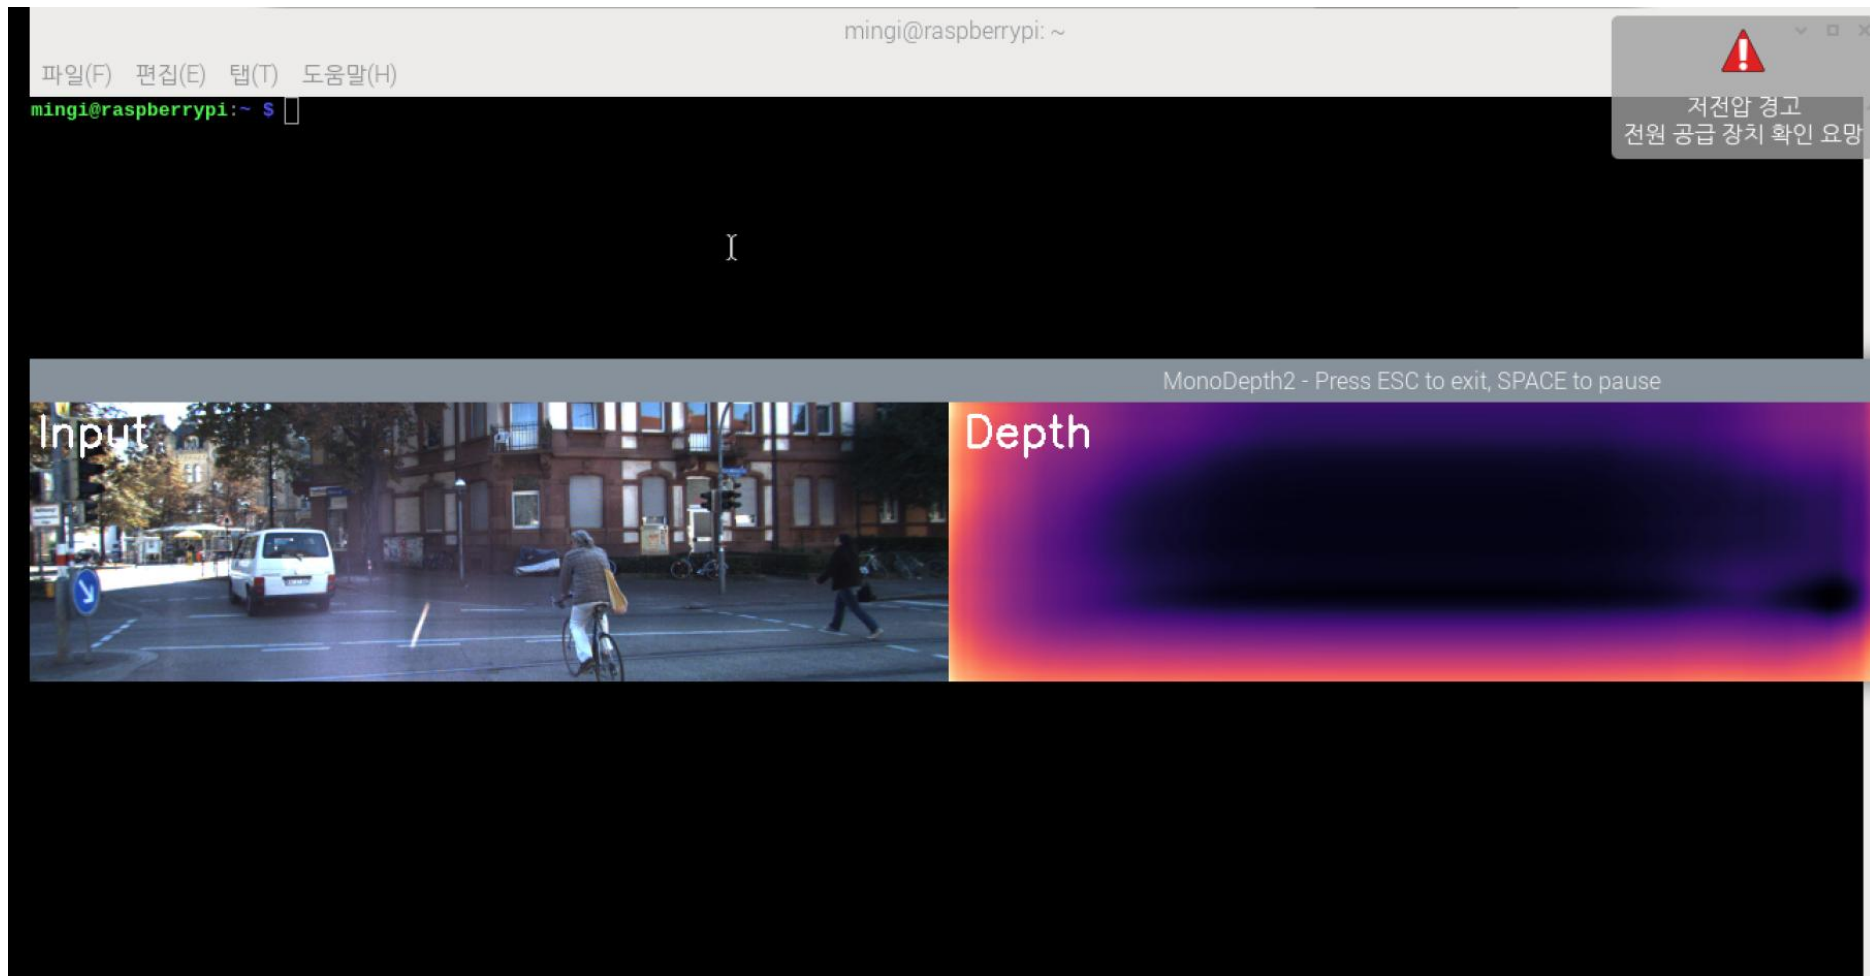 mingi@raspberrypi: ~
파일(F) 편집(E) 탭(T) 도움말(H)
저전압 경고
전원 공급 장치 확인 요망
mingi@raspberrypi:~ $
MonoDepth2 - Press ESC to exit, SPACE to pause
Input
Depth